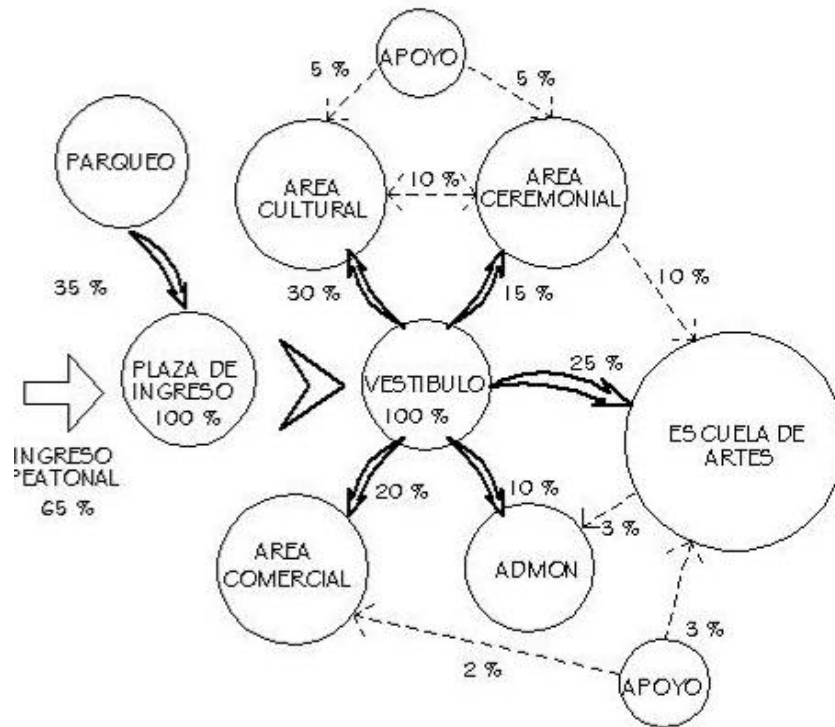 APOYO
5 %
5 %
PARQUEO
AREA
CULTURAL
10 %
AREA
CEREMONIAL
35 %
30 %
15 %
10 %
PLAZA DE
INGRESO
100 %
VESTIBULO
100 %
25 %
ESCUELA DE
ARTES
INGRESO
PEATONAL
65 %
20 %
10 %
3 %
AREA
COMERCIAL
ADMON
2 %
3 %
APOYO